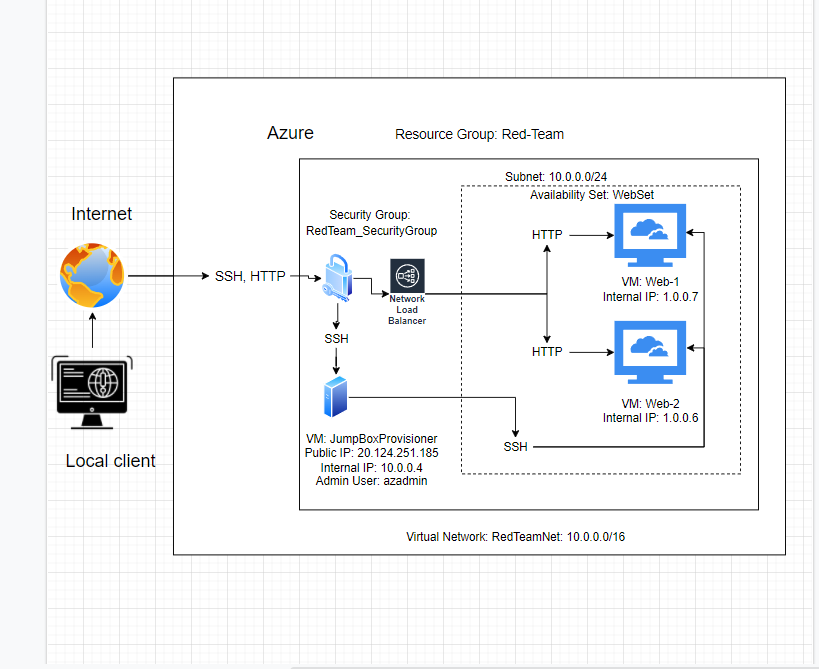 Azure
Resource Group: Red-Team
Subnet: 10.0.0.0/24
Availability Set: WebSet
Internet
Security Group:
RedTeam_SecurityGroup
HTTP
SSH, HTTP
VM: Web-1
Internal IP: 1.0.0.7
Network
Load
Balancer
SSH
HTTP
VM: Web-2
Internal IP: 1.0.0.6
VM: JumpBoxProvisioner
Public IP: 20.124.251.185
Internal IP: 10.0.0.4
Admin User: azadmin
SSH
Local client
Virtual Network: RedTeamNet: 10.0.0.0/16